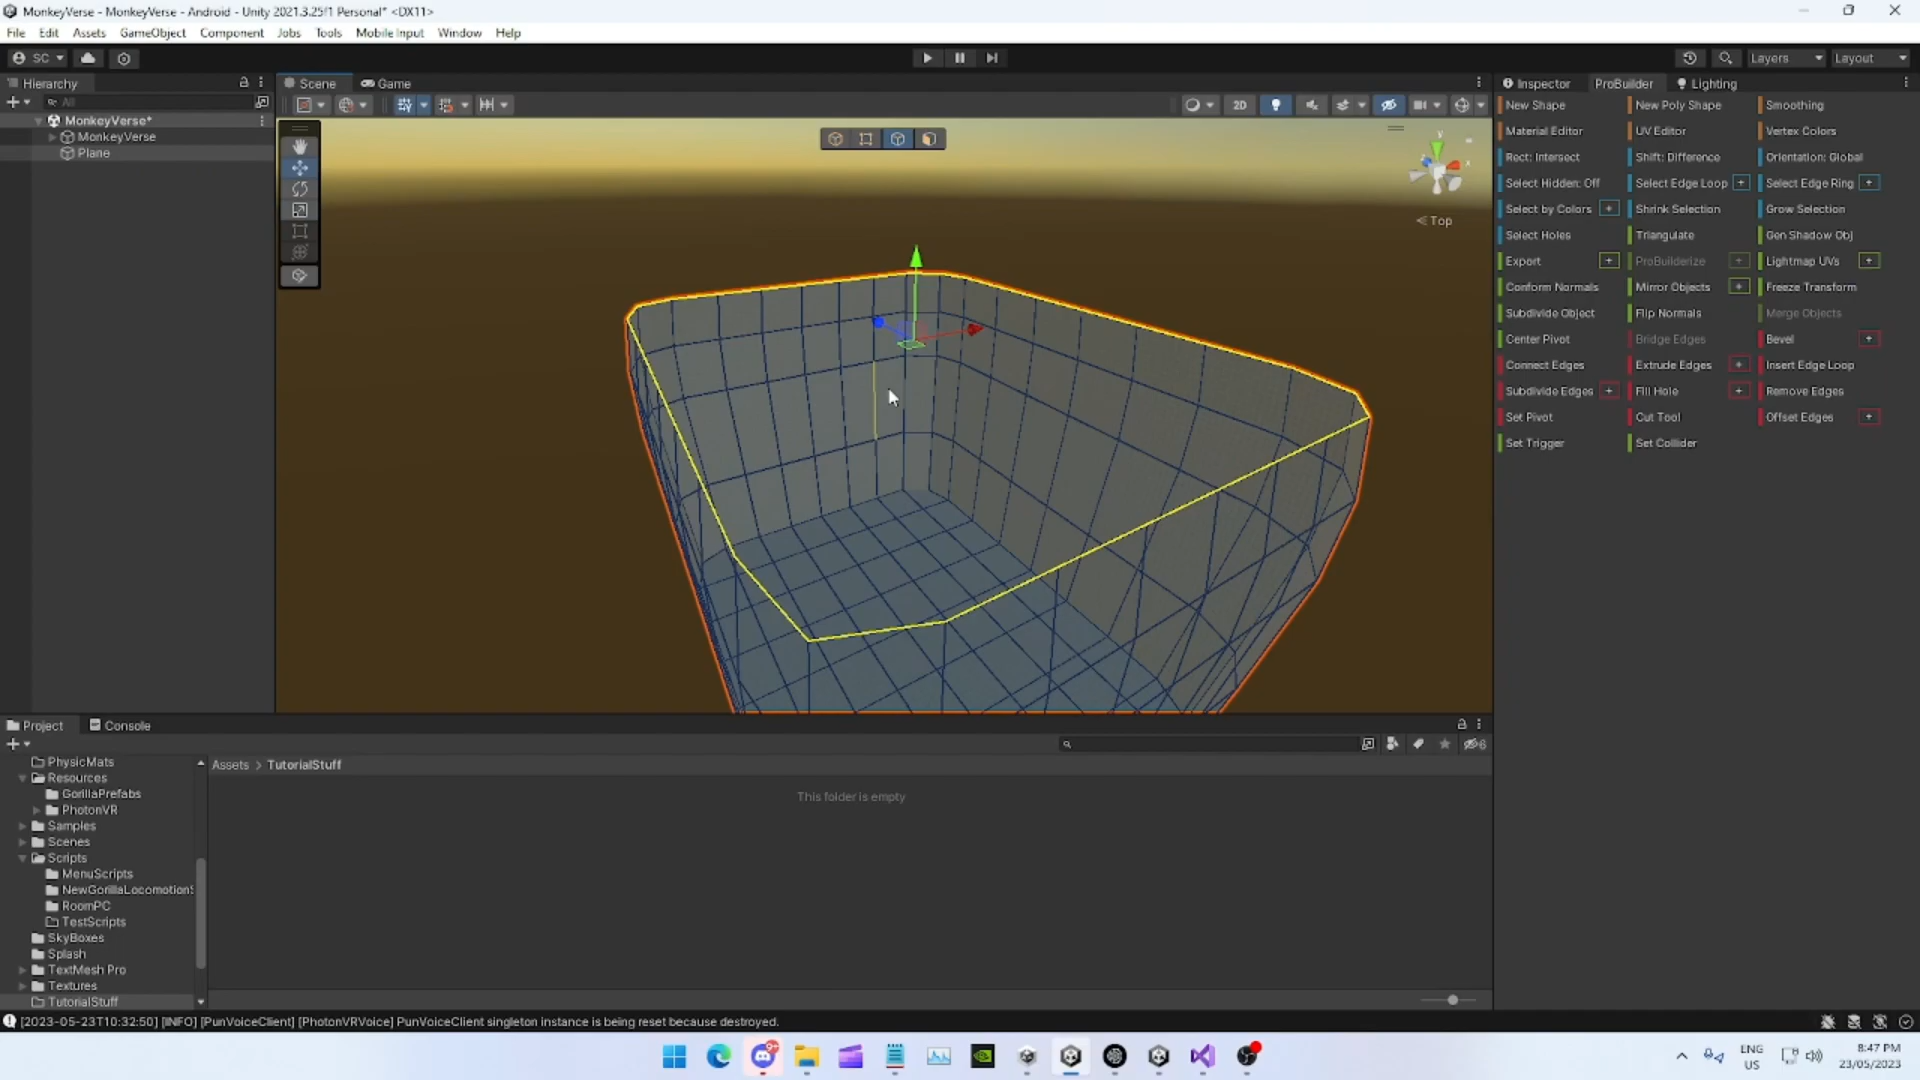 MonkeyVerse - MonkeyVerse - Android - Unity 2021.3.25f1 Personal* <DX11>
File Edit Assets GameObject Component Jobs Tools Mobile Input Window Help
SC Layers Layout
Hierarchy Scene Game Inspector ProBuilder Lighting
All 2D
MonkeyVerse*
MonkeyVerse
Plane
< Top
y
x
New Shape New Poly Shape Smoothing
Material Editor UV Editor Vertex Colors
Rect: Intersect Shift: Difference Orientation: Global
Select Hidden: Off Select Edge Loop + Select Edge Ring +
Select by Colors + Shrink Selection Grow Selection
Select Holes Triangulate Gen Shadow Obj
Export + ProBuilderize + Lightmap UVs +
Conform Normals Mirror Objects + Freeze Transform
Subdivide Object Flip Normals Merge Objects
Center Pivot Bridge Edges Bevel +
Connect Edges Extrude Edges + Insert Edge Loop
Subdivide Edges + Fill Hole + Remove Edges
Set Pivot Cut Tool Offset Edges +
Set Trigger Set Collider
Project Console
6
PhysicMats
Resources
GorillaPrefabs
PhotonVR
Samples
Scenes
Scripts
MenuScripts
NewGorillaLocomotionS
RoomPC
TestScripts
SkyBoxes
Splash
TextMesh Pro
Textures
TutorialStuff
Assets > TutorialStuff
This folder is empty
[2023-05-23T10:32:50] [INFO] [PunVoiceClient] [PhotonVRVoice] PunVoiceClient singleton instance is being reset because destroyed.
9+
ENG
US
8:47 PM
23/05/2023